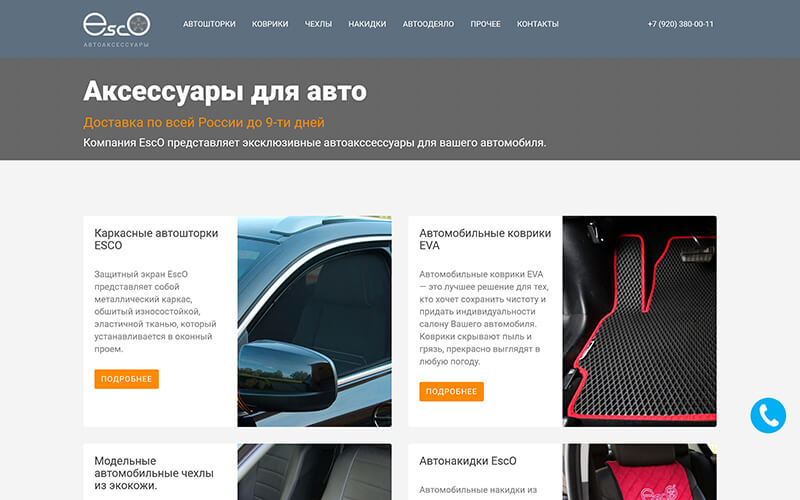 EscO
АВТОАКСЕССУАРЫ
АВТОШТОРКИ КОВРИКИ ЧЕХЛЫ НАКИДКИ АВТООДЕЯЛО ПРОЧЕЕ КОНТАКТЫ +7 (920) 380-00-11
Аксессуары для авто
Доставка по всей России до 9-ти дней
Компания EscO представляет эксклюзивные автоакссессуары для вашего автомобиля.
Каркасные автошторки
ESCO
Защитный экран EscO
представляет собой
металлический каркас,
обшитый износостойкой,
эластичной тканью, который
устанавливается в оконный
проем.
ПОДРОБНЕЕ
Автомобильные коврики
EVA
Автомобильные коврики EVA
— это лучшее решение для тех,
кто хочет сохранить чистоту и
придать индивидуальности
салону Вашего автомобиля.
Коврики скрывают пыль и
грязь, прекрасно выглядят в
любую погоду.
ПОДРОБНЕЕ
Модельные
автомобильные чехлы
из экокожи.
Автонакидки EscO
Автомобильные накидки из
EscO